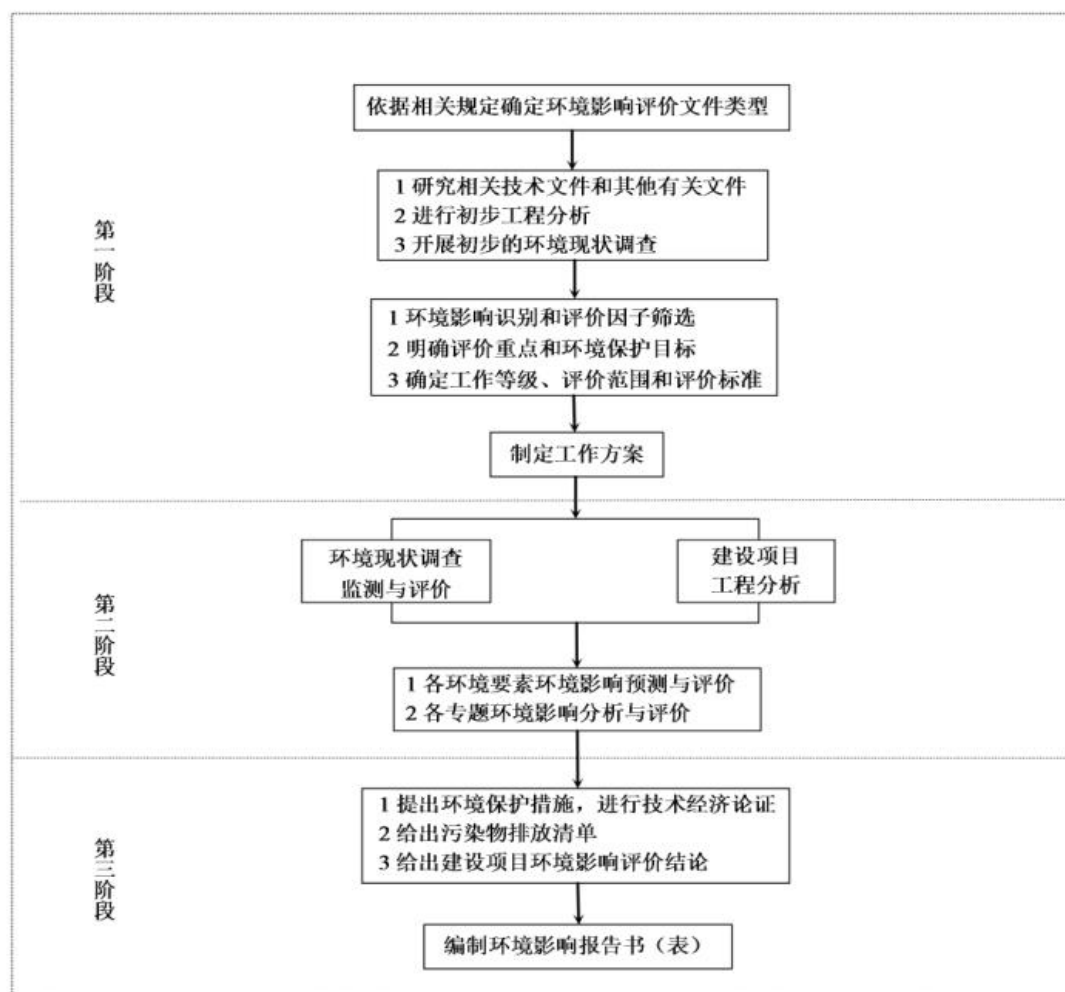 依据相关规定确定环境影响评价文件类型
1 研究相关技术文件和其他有关文件
2 进行初步工程分析
3 开展初步的环境现状调查
第一阶段
1 环境影响识别和评价因子筛选
2 明确评价重点和环境保护目标
3 确定工作等级、评价范围和评价标准
制定工作方案
环境现状调查
监测与评价
建设项目
工程分析
第二阶段
1 各环境要素环境影响预测与评价
2 各专题环境影响分析与评价
1 提出环境保护措施，进行技术经济论证
2 给出污染物排放清单
3 给出建设项目环境影响评价结论
第三阶段
编制环境影响报告书（表）